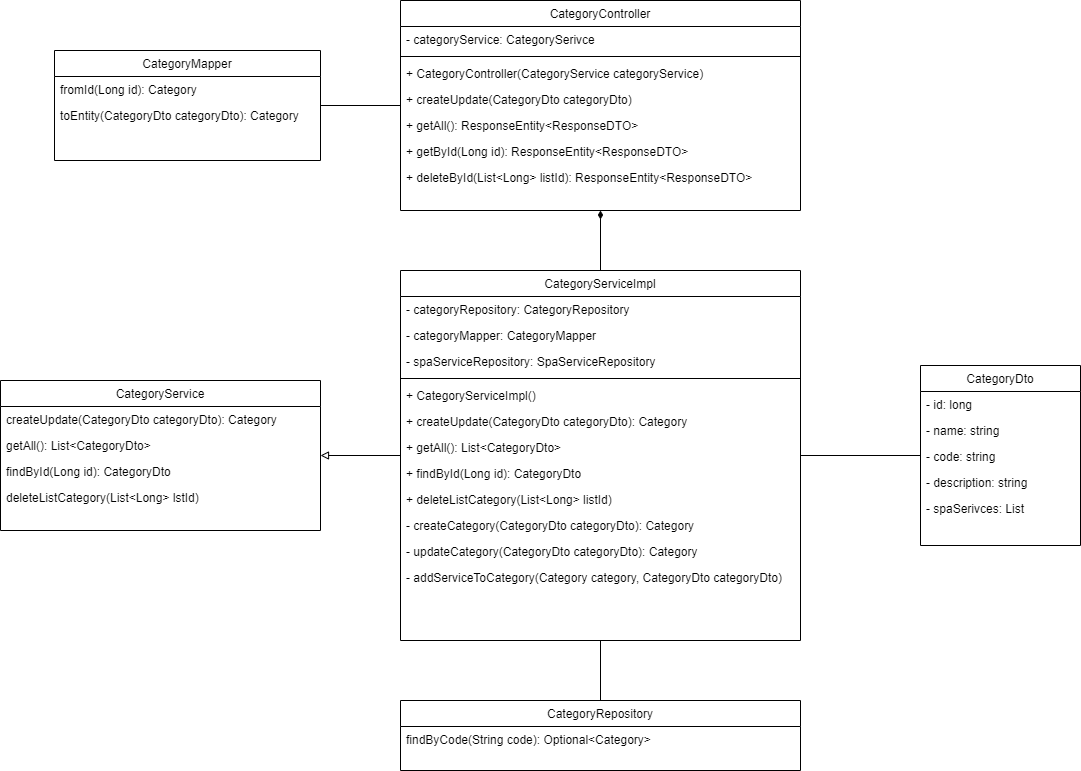 CategoryController
- categoryService: CategorySerivce
+ CategoryController(CategoryService categoryService)
+ createUpdate(CategoryDto categoryDto)
+ getAll(): ResponseEntity<ResponseDTO>
+ getById(Long id): ResponseEntity<ResponseDTO>
+ deleteById(List<Long> listId): ResponseEntity<ResponseDTO>
CategoryMapper
fromId(Long id): Category
toEntity(CategoryDto categoryDto): Category
CategoryServiceImpl
- categoryRepository: CategoryRepository
- categoryMapper: CategoryMapper
- spaServiceRepository: SpaServiceRepository
+ CategoryServiceImpl()
+ createUpdate(CategoryDto categoryDto): Category
+ getAll(): List<CategoryDto>
+ findById(Long id): CategoryDto
+ deleteListCategory(List<Long> listId)
- createCategory(CategoryDto categoryDto): Category
- updateCategory(CategoryDto categoryDto): Category
- addServiceToCategory(Category category, CategoryDto categoryDto)
CategoryService
createUpdate(CategoryDto categoryDto): Category
getAll(): List<CategoryDto>
findById(Long id): CategoryDto
deleteListCategory(List<Long> lstId)
CategoryDto
- id: long
- name: string
- code: string
- description: string
- spaSerivces: List
CategoryRepository
findByCode(String code): Optional<Category>